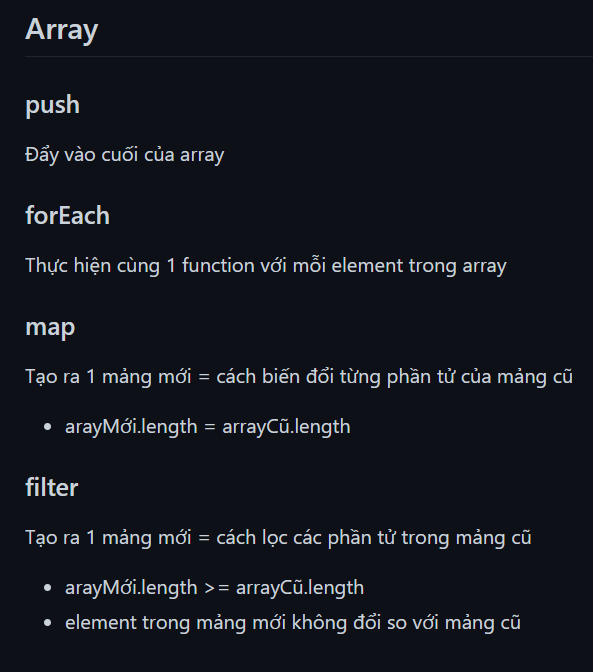 Array
push
Đẩy vào cuối của array
forEach
Thực hiện cùng 1 function với mỗi element trong array
map
Tạo ra 1 mảng mới = cách biến đổi từng phần tử của mảng cũ
• arayMới.length = arrayCũ.length
filter
Tạo ra 1 mảng mới = cách lọc các phần tử trong mảng cũ
• arayMới.length >= arrayCũ.length
• element trong mảng mới không đổi so với mảng cũ